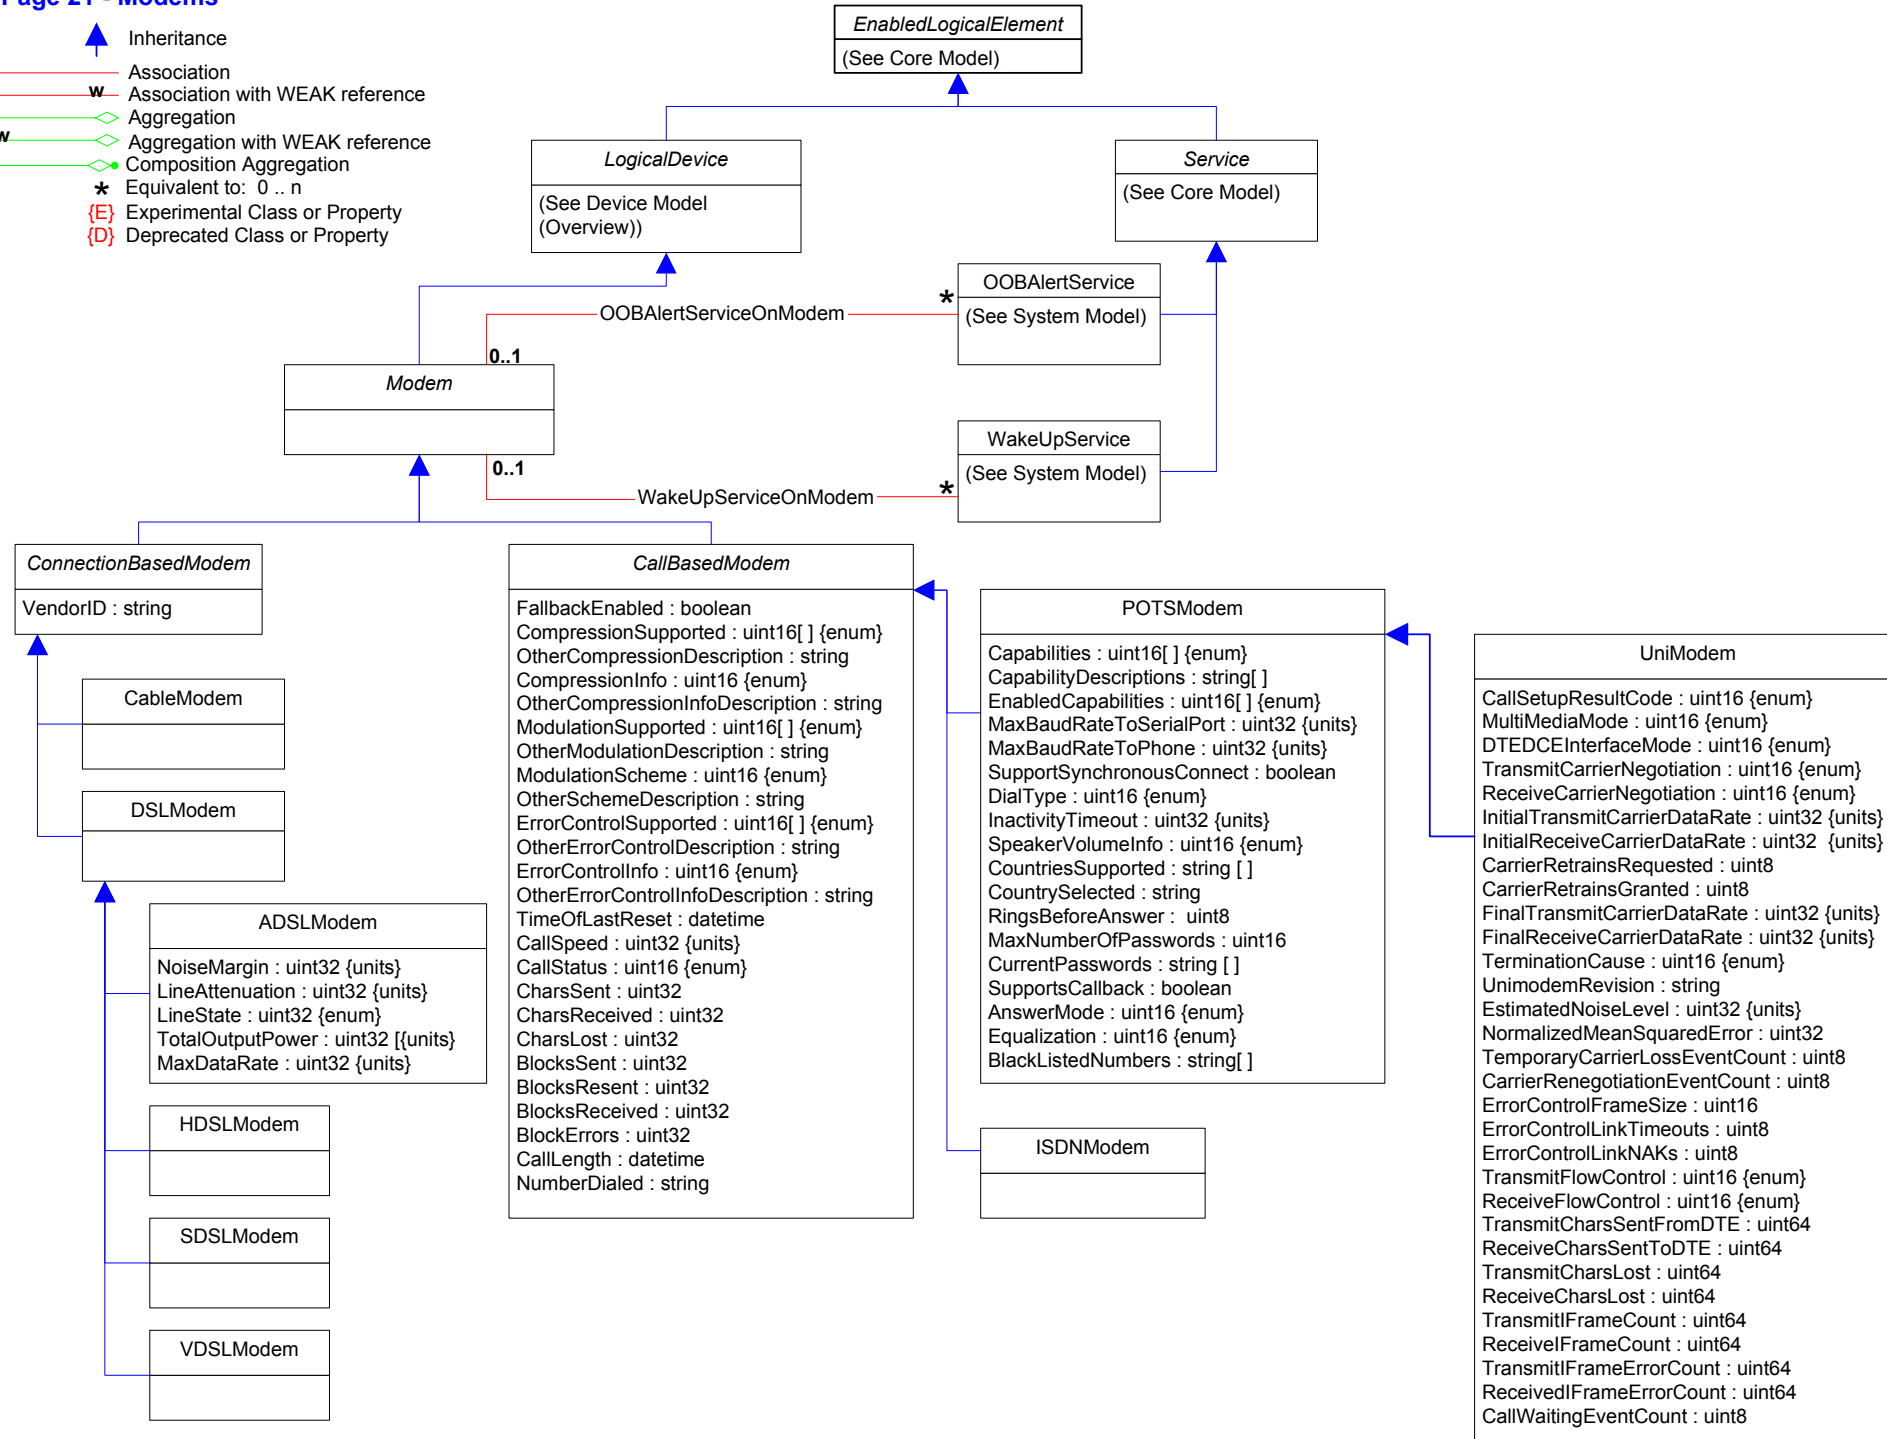 Page 21 - Modems
Inheritance
Association
w
Association with WEAK reference
Aggregation
w
Aggregation with WEAK reference
Composition Aggregation
* Equivalent to: 0 .. n
{E} Experimental Class or Property
{D} Deprecated Class or Property
EnabledLogicalElement
(See Core Model)
LogicalDevice
(See Device Model
(Overview))
Service
(See Core Model)
OOBAlertService
(See System Model)
OOBAlertServiceOnModem
*
0..1
Modem
WakeUpService
(See System Model)
0..1
WakeUpServiceOnModem
*
ConnectionBasedModem
VendorID : string
CableModem
DSLModem
ADSLModem
NoiseMargin : uint32 {units}
LineAttenuation : uint32 {units}
LineState : uint32 {enum}
TotalOutputPower : uint32 [{units}
MaxDataRate : uint32 {units}
HDSLModem
SDSLModem
VDSLModem
CallBasedModem
FallbackEnabled : boolean
CompressionSupported : uint16[ ] {enum}
OtherCompressionDescription : string
CompressionInfo : uint16 {enum}
OtherCompressionInfoDescription : string
ModulationSupported : uint16[ ] {enum}
OtherModulationDescription : string
ModulationScheme : uint16 {enum}
OtherSchemeDescription : string
ErrorControlSupported : uint16[ ] {enum}
OtherErrorControlDescription : string
ErrorControlInfo : uint16 {enum}
OtherErrorControlInfoDescription : string
TimeOfLastReset : datetime
CallSpeed : uint32 {units}
CallStatus : uint16 {enum}
CharsSent : uint32
CharsReceived : uint32
CharsLost : uint32
BlocksSent : uint32
BlocksResent : uint32
BlocksReceived : uint32
BlockErrors : uint32
CallLength : datetime
NumberDialed : string
POTSModem
Capabilities : uint16[ ] {enum}
CapabilityDescriptions : string[ ]
EnabledCapabilities : uint16[ ] {enum}
MaxBaudRateToSerialPort : uint32 {units}
MaxBaudRateToPhone : uint32 {units}
SupportSynchronousConnect : boolean
DialType : uint16 {enum}
InactivityTimeout : uint32 {units}
SpeakerVolumeInfo : uint16 {enum}
CountriesSupported : string [ ]
CountrySelected : string
RingsBeforeAnswer : uint8
MaxNumberOfPasswords : uint16
CurrentPasswords : string [ ]
SupportsCallback : boolean
AnswerMode : uint16 {enum}
Equalization : uint16 {enum}
BlackListedNumbers : string[ ]
ISDNModem
UniModem
CallSetupResultCode : uint16 {enum}
MultiMediaMode : uint16 {enum}
DTEDCEInterfaceMode : uint16 {enum}
TransmitCarrierNegotiation : uint16 {enum}
ReceiveCarrierNegotiation : uint16 {enum}
InitialTransmitCarrierDataRate : uint32 {units}
InitialReceiveCarrierDataRate : uint32 {units}
CarrierRetrainsRequested : uint8
CarrierRetrainsGranted : uint8
FinalTransmitCarrierDataRate : uint32 {units}
FinalReceiveCarrierDataRate : uint32 {units}
TerminationCause : uint16 {enum}
UnimodemRevision : string
EstimatedNoiseLevel : uint32 {units}
NormalizedMeanSquaredError : uint32
TemporaryCarrierLossEventCount : uint8
CarrierRenegotiationEventCount : uint8
ErrorControlFrameSize : uint16
ErrorControlLinkTimeouts : uint8
ErrorControlLinkNAKs : uint8
TransmitFlowControl : uint16 {enum}
ReceiveFlowControl : uint16 {enum}
TransmitCharsSentFromDTE : uint64
ReceiveCharsSentToDTE : uint64
TransmitCharsLost : uint64
ReceiveCharsLost : uint64
TransmitIFrameCount : uint64
ReceiveIFrameCount : uint64
TransmitIFrameErrorCount : uint64
ReceivedIFrameErrorCount : uint64
CallWaitingEventCount : uint8